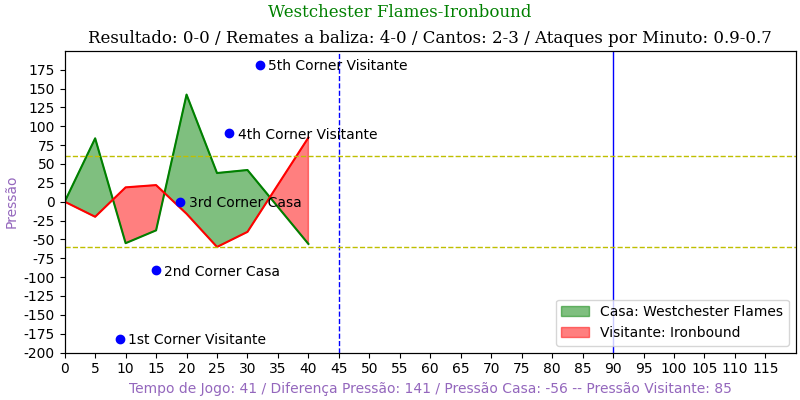 Westchester Flames-Ironbound
Resultado: 0-0 / Remates a baliza: 4-0 / Cantos: 2-3 / Ataques por Minuto: 0.9-0.7
Pressão
175
150
125
100
75
50
25
0
-25
-50
-75
-100
-125
-150
-175
-200
5th Corner Visitante
4th Corner Visitante
3rd Corner Casa
2nd Corner Casa
1st Corner Visitante
Casa: Westchester Flames
Visitante: Ironbound
0 5 10 15 20 25 30 35 40 45 50 55 60 65 70 75 80 85 90 95 100 105 110 115
Tempo de Jogo: 41 / Diferença Pressão: 141 / Pressão Casa: -56 -- Pressão Visitante: 85